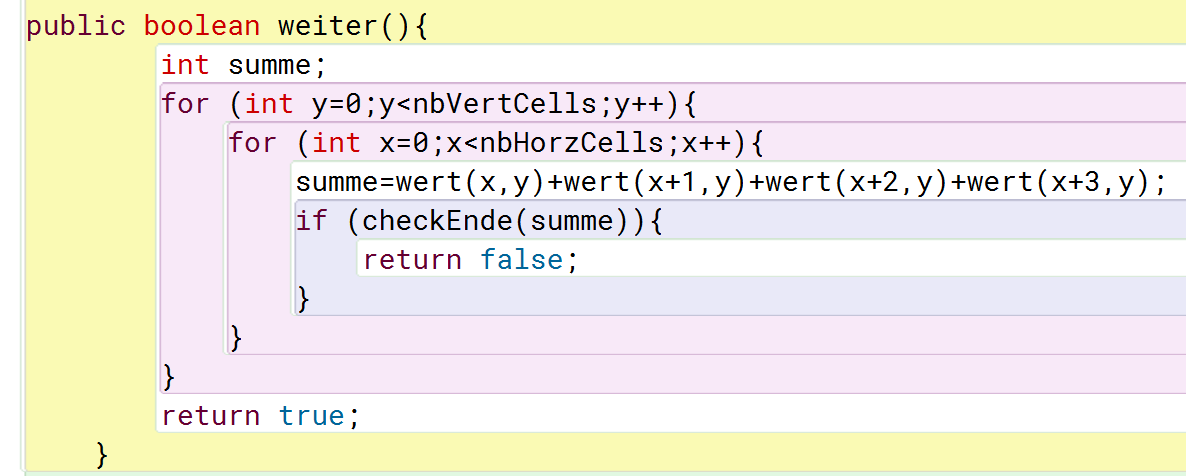 public boolean weiter(){
int summe;
for (int y=0;y<nbVertCells;y++){
for (int x=0;x<nbHorzCells;x++){
summe=wert(x,y)+wert(x+1,y)+wert(x+2,y)+wert(x+3,y);
if (checkEnde(summe)){
return false;
}
}
}
return true;
}